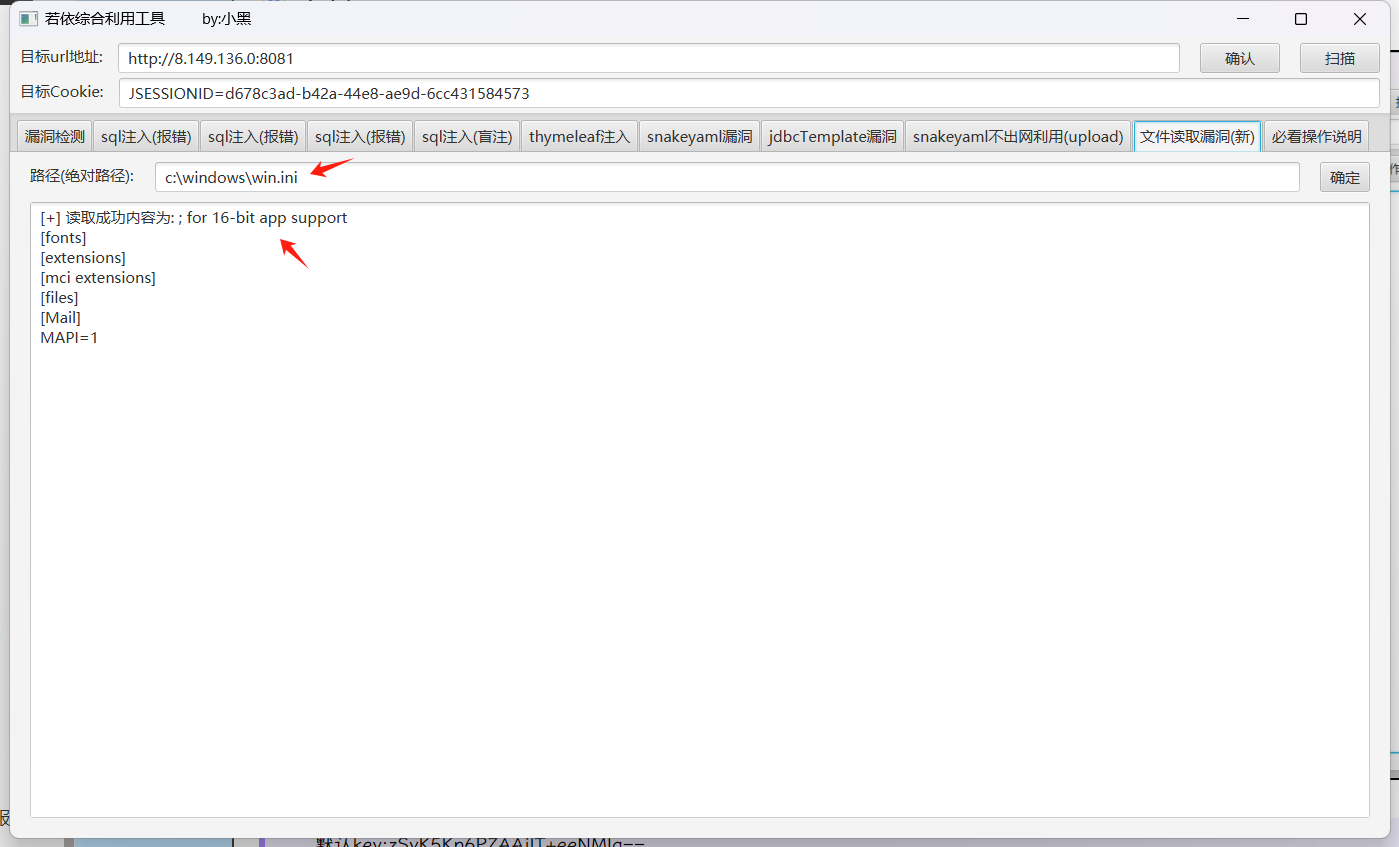 若依综合利用工具 by:小黑
目标url地址: http://8.149.136.0:8081 确认 扫描
目标Cookie: JSESSIONID=d678c3ad-b42a-44e8-ae9d-6cc431584573
漏洞检测 sql注入(报错) sql注入(报错) sql注入(报错) sql注入(盲注) thymeleaf注入 snakeyaml漏洞 jdbcTemplate漏洞 snakeyaml不出网利用(upload) 文件读取漏洞(新) 必看操作说明
路径(绝对路径): c:\windows\win.ini 确定
[+] 读取成功内容为: ; for 16-bit app support
[fonts]
[extensions]
[mci extensions]
[files]
[Mail]
MAPI=1